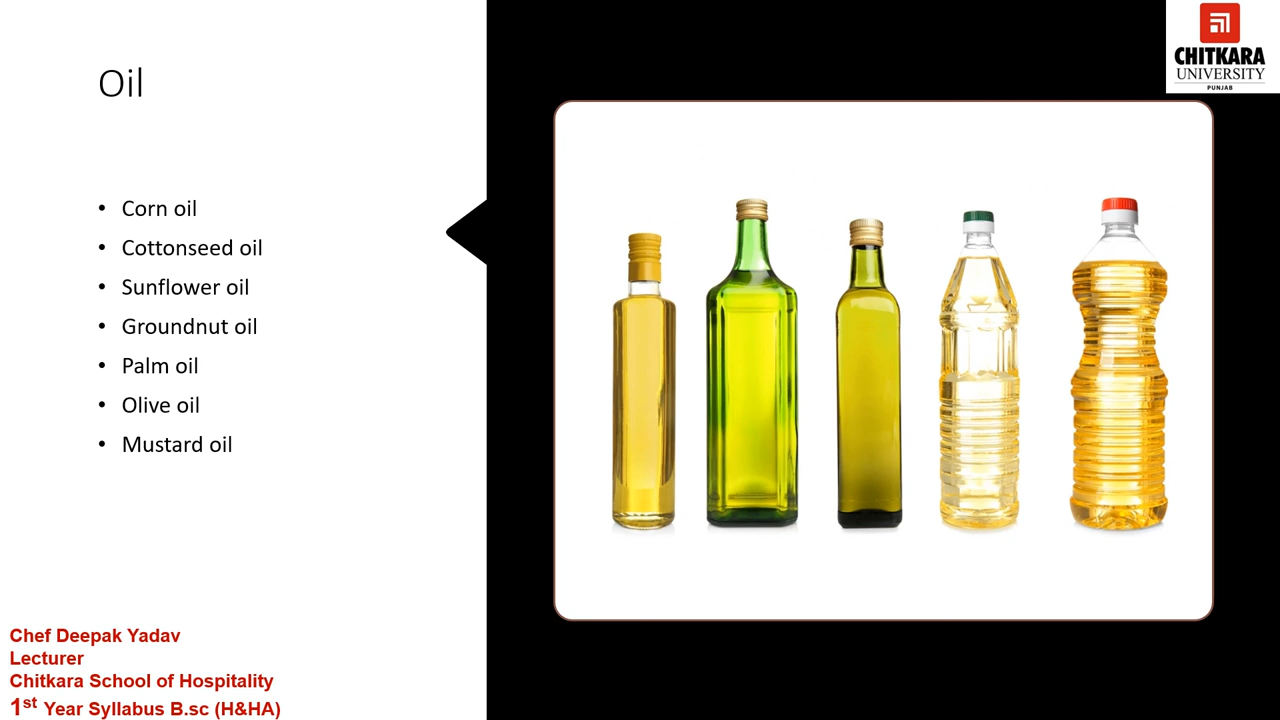 Oil
• Corn oil
• Cottonseed oil
• Sunflower oil
• Groundnut oil
• Palm oil
• Olive oil
• Mustard oil
CHITKARA
UNIVERSITY
PUNJAB
Chef Deepak Yadav
Lecturer
Chitkara School of Hospitality
1st Year Syllabus B.sc (H&HA)